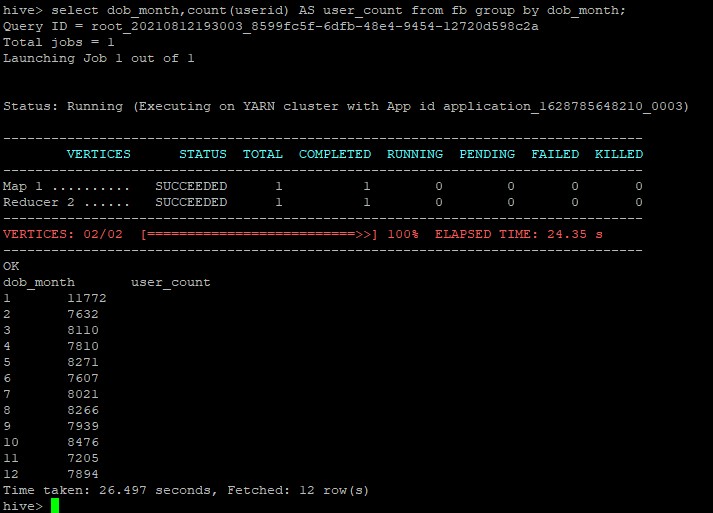 hive> select dob_month,count(userid) AS user_count from fb group by dob_month;
Query ID = root_20210812193003_8599fc5f-6dfb-48e4-9454-12720d598c2a
Total jobs = 1
Launching Job 1 out of 1
Status: Running (Executing on YARN cluster with App id application_1628785648210_0003)
--------------------------------------------------------------------------------
VERTICES STATUS TOTAL COMPLETED RUNNING PENDING FAILED KILLED
--------------------------------------------------------------------------------
Map 1 .......... SUCCEEDED 1 1 0 0 0 0
Reducer 2 ...... SUCCEEDED 1 1 0 0 0 0
--------------------------------------------------------------------------------
VERTICES: 02/02 [==========================>>] 100% ELAPSED TIME: 24.35 s
--------------------------------------------------------------------------------
OK
dob_month user_count
1 11772
2 7632
3 8110
4 7810
5 8271
6 7607
7 8021
8 8266
9 7939
10 8476
11 7205
12 7894
Time taken: 26.497 seconds, Fetched: 12 row(s)
hive>